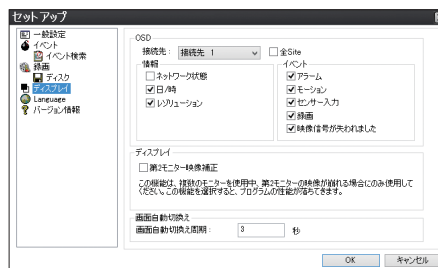 セットアップ
一般設定
イベント
イベント検索
録画
ディスク
ディスプレイ
Language
バージョン情報
OSD
接続先： 接続先 1 全Site
情報
ネットワーク状態
日/時
レゾリューション
イベント
アラーム
モーション
センサー入力
録画
映像信号が失われました
ディスプレイ
第2モニター映像補正
この機能は、複数のモニターを使用中、第2モニターの映像が崩れる場合にのみ使用して
ください。この機能を選択すると、プログラムの性能が落ちてきます。
画面自動切換え
画面自動切換え周期： 3 秒
OK キャンセル